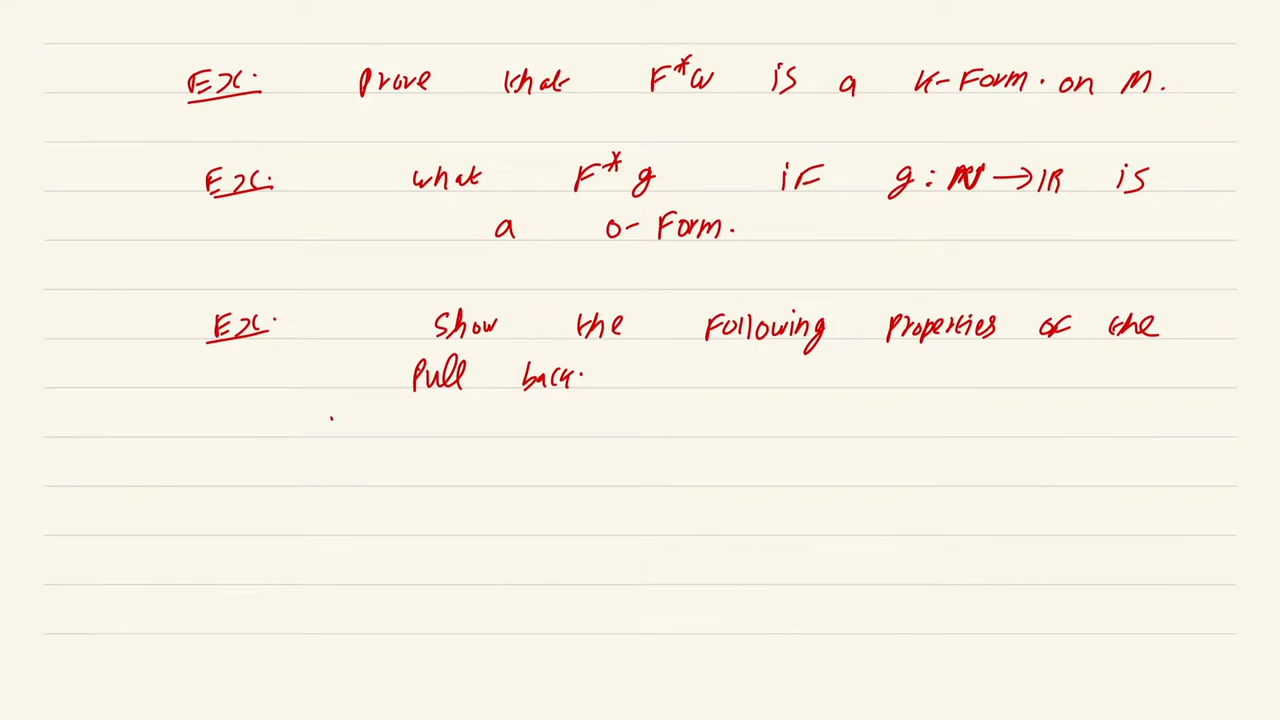 Ex: Prove that F*ω is a k-Form. on M.
Ex: what F*g if g: N → IR is
a 0-Form.
Ex: Show the Following Properties of the
Pull back.